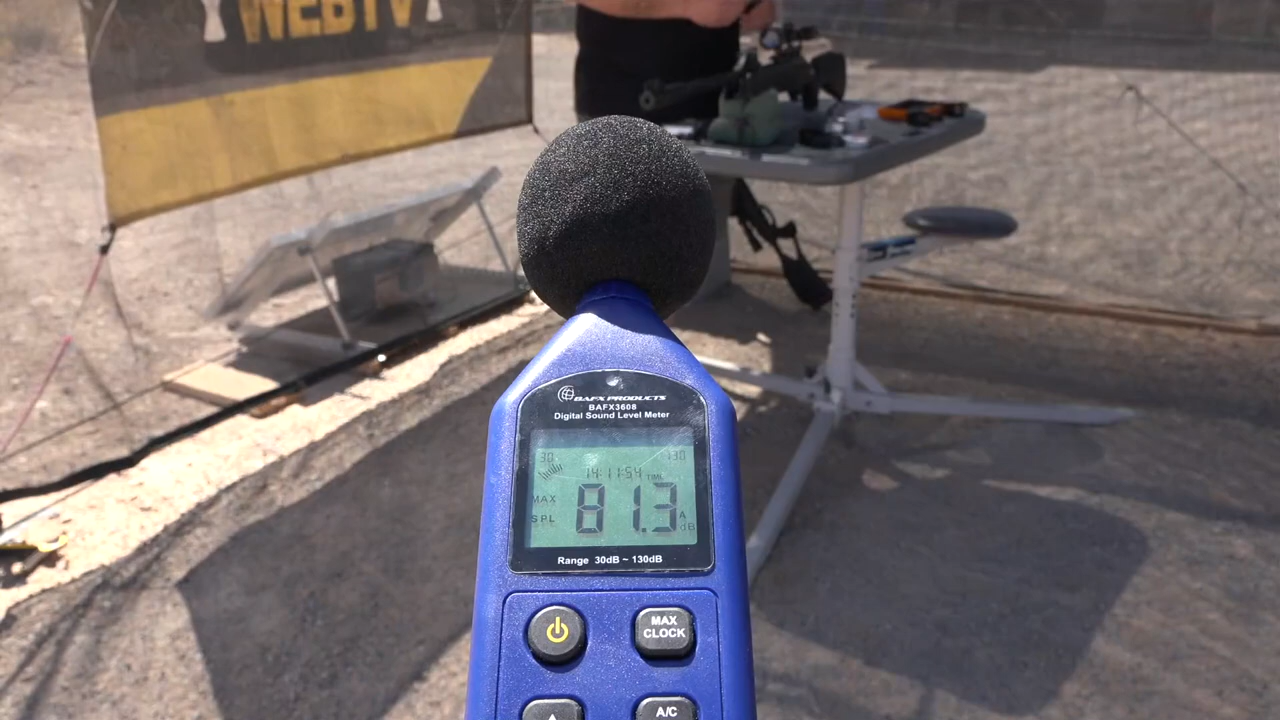 WEBTV
BAFX PRODUCTS
BAFX3608
Digital Sound Level Meter
30 130
14:11:54 TIME
MAX
81.3
SPL
A
dB
Range 30dB ~ 130dB
MAX
CLOCK
A/C